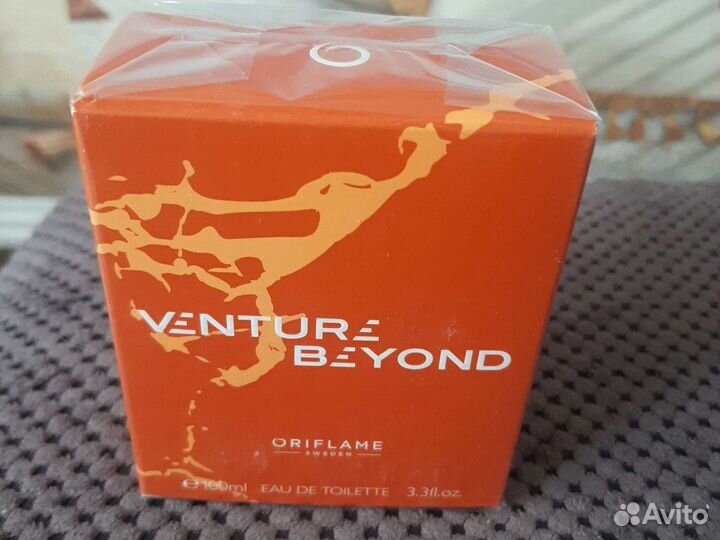 VENTURE
BEYOND
ORIFLAME
SWEDEN
℮ 100ml EAU DE TOILETTE 3.3fl.oz.
Avito